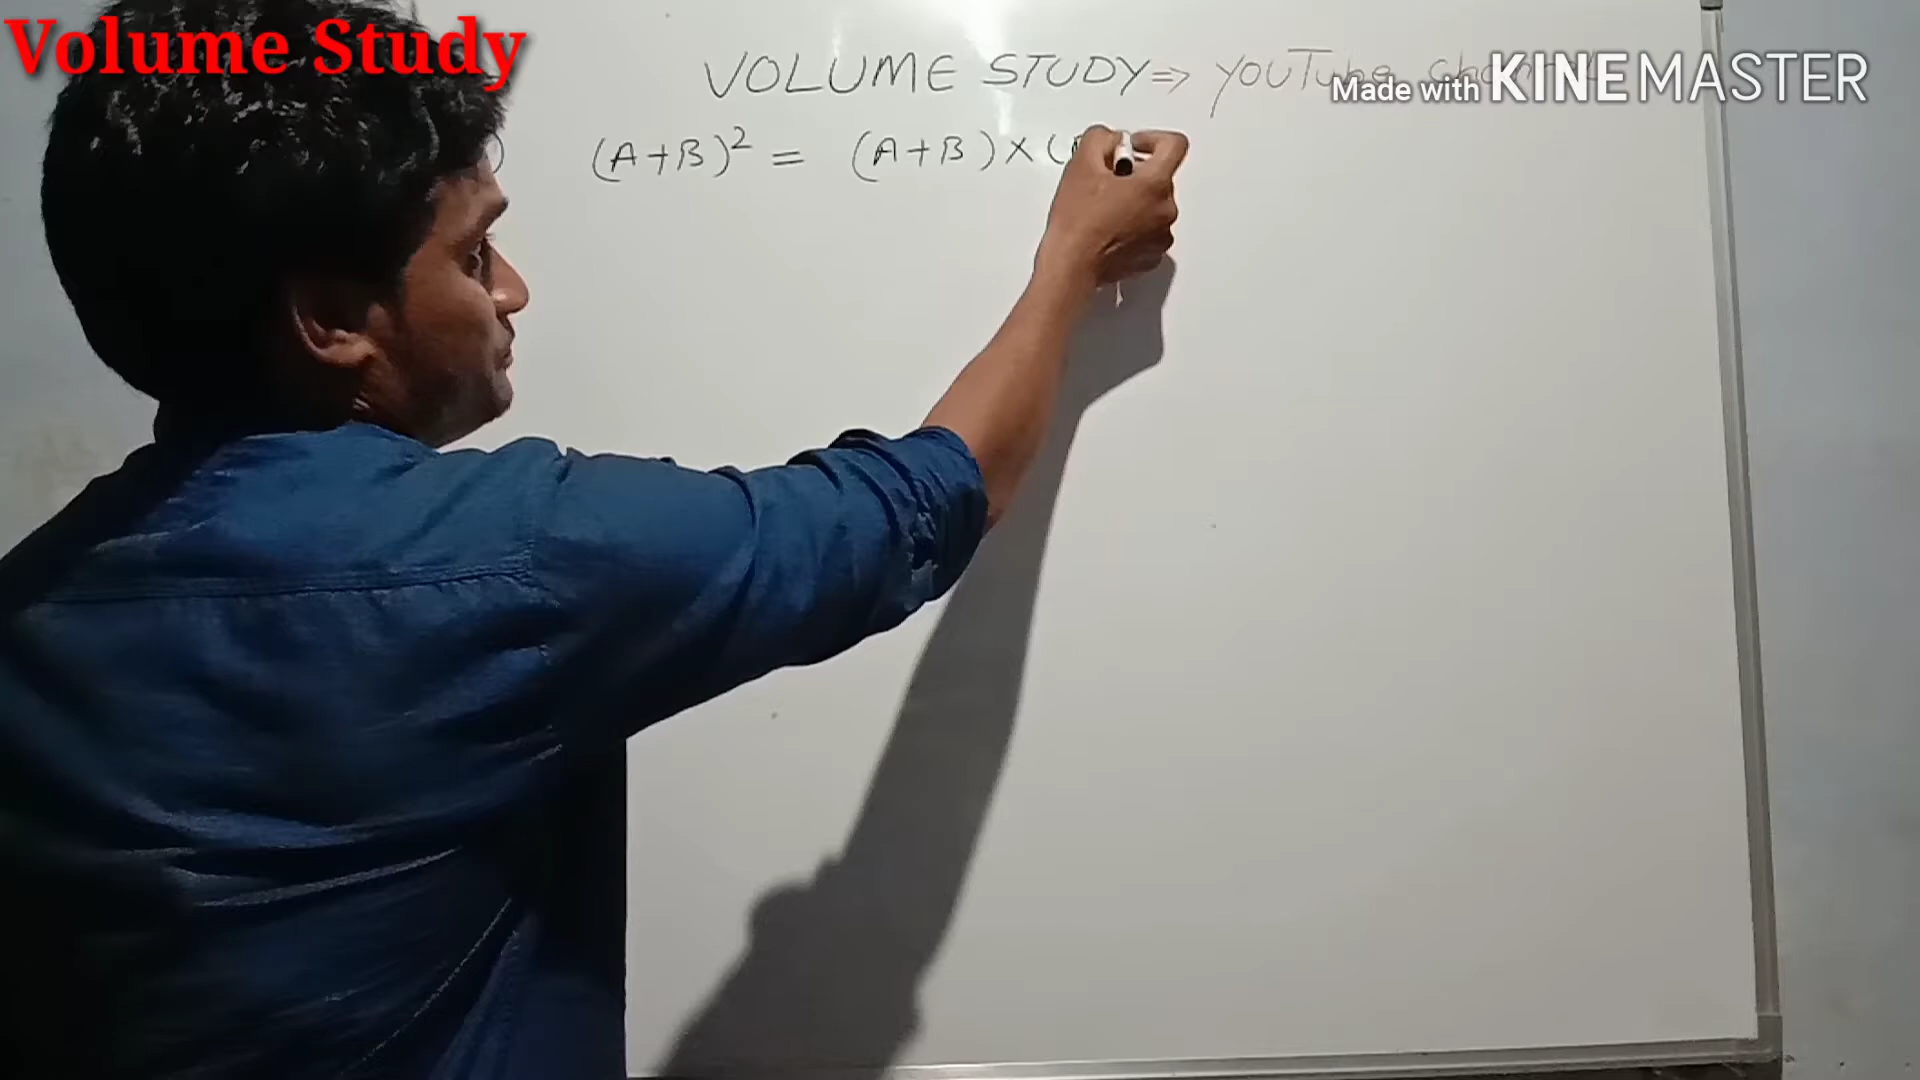 Volume Study
VOLUME STUDY ⇒ YouTube
Made with KINEMASTER
) (A+B)² = (A+B)×(